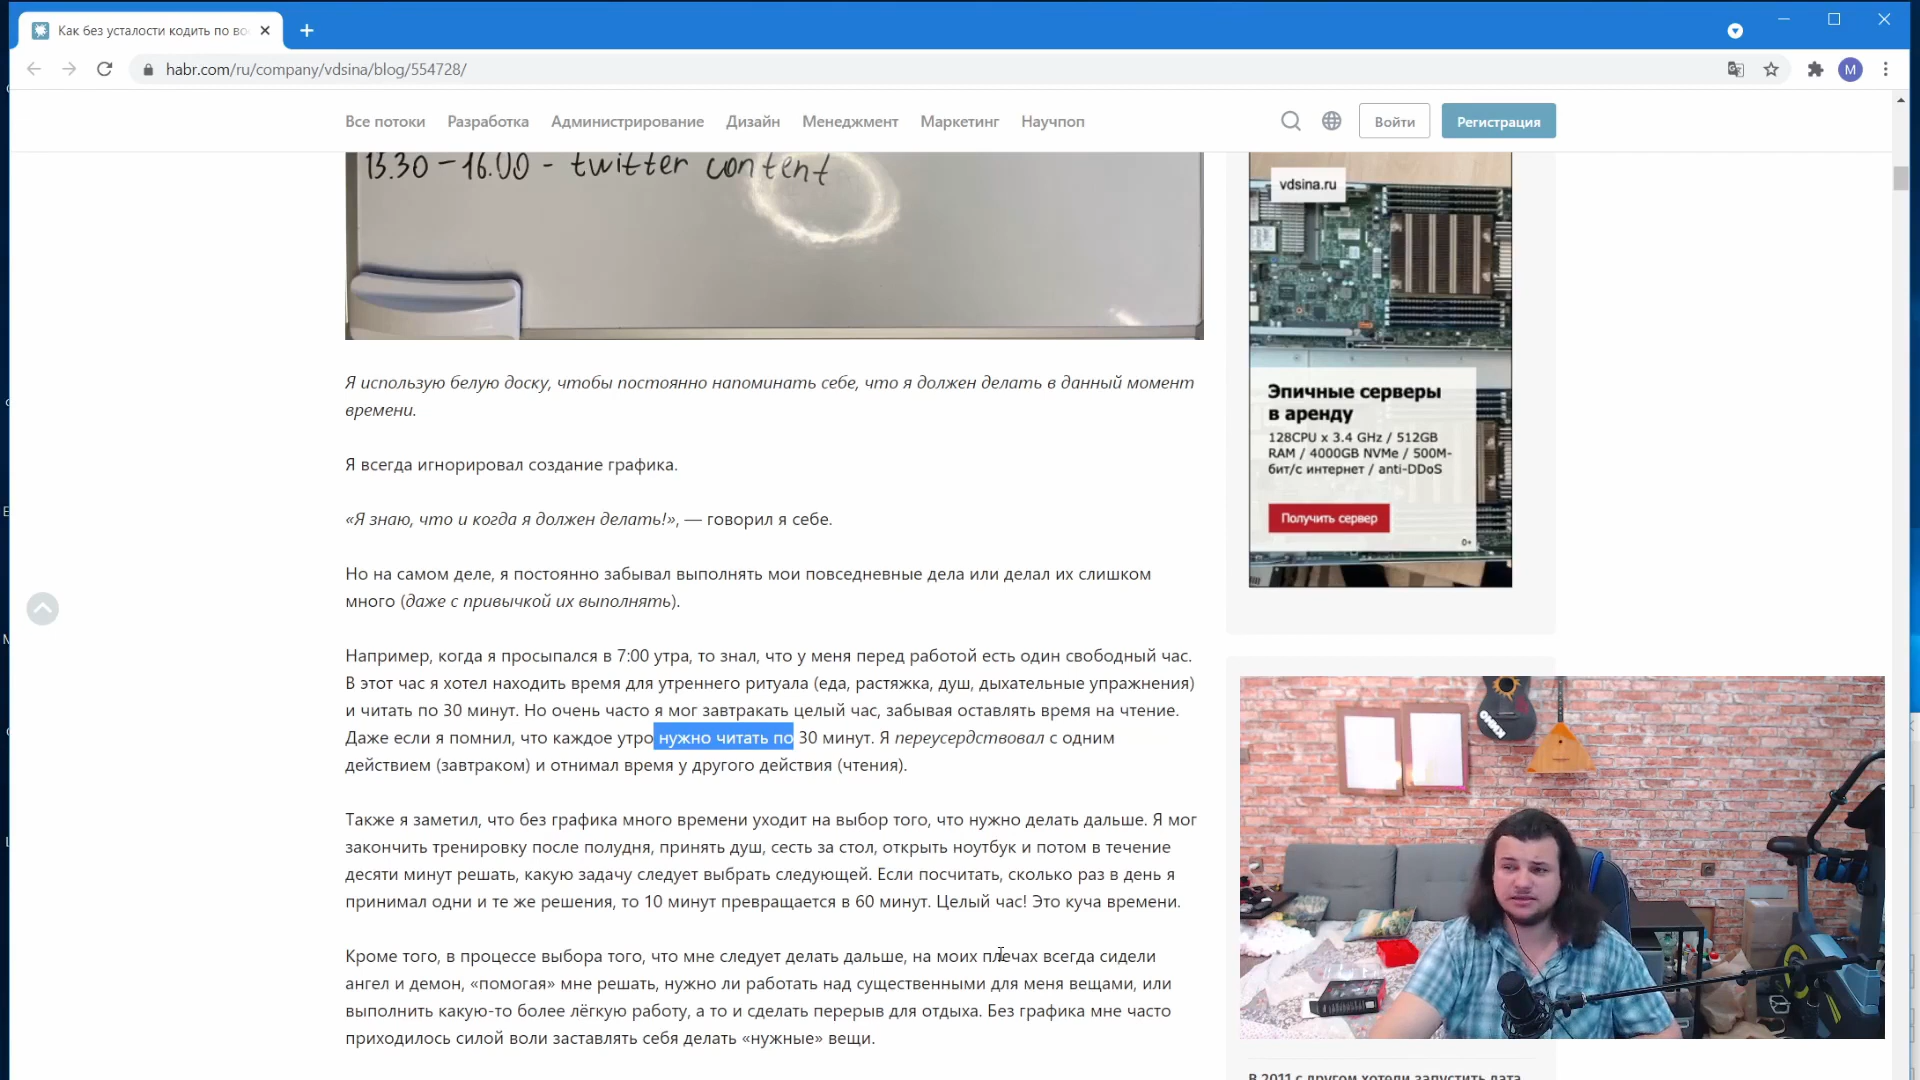 Как без усталости кодить по во
habr.com/ru/company/vdsina/blog/554728/
M
Все потоки Разработка Администрирование Дизайн Менеджмент Маркетинг Научпоп
Войти
Регистрация
15.30 – 16.00 - twitter content
Я использую белую доску, чтобы постоянно напоминать себе, что я должен делать в данный момент
времени.
Я всегда игнорировал создание графика.
«Я знаю, что и когда я должен делать!», — говорил я себе.
Но на самом деле, я постоянно забывал выполнять мои повседневные дела или делал их слишком
много (даже с привычкой их выполнять).
Например, когда я просыпался в 7:00 утра, то знал, что у меня перед работой есть один свободный час.
В этот час я хотел находить время для утреннего ритуала (еда, растяжка, душ, дыхательные упражнения)
и читать по 30 минут. Но очень часто я мог завтракать целый час, забывая оставлять время на чтение.
Даже если я помнил, что каждое утро нужно читать по 30 минут. Я переусердствовал с одним
действием (завтраком) и отнимал время у другого действия (чтения).
Также я заметил, что без графика много времени уходит на выбор того, что нужно делать дальше. Я мог
закончить тренировку после полудня, принять душ, сесть за стол, открыть ноутбук и потом в течение
десяти минут решать, какую задачу следует выбрать следующей. Если посчитать, сколько раз в день я
принимал одни и те же решения, то 10 минут превращается в 60 минут. Целый час! Это куча времени.
Кроме того, в процессе выбора того, что мне следует делать дальше, на моих плечах всегда сидели
ангел и демон, «помогая» мне решать, нужно ли работать над существенными для меня вещами, или
выполнить какую-то более лёгкую работу, а то и сделать перерыв для отдыха. Без графика мне часто
приходилось силой воли заставлять себя делать «нужные» вещи.
vdsina.ru
Эпичные серверы
в аренду
128CPU x 3.4 GHz / 512GB
RAM / 4000GB NVMe / 500М-
бит/с интернет / anti-DDoS
Получить сервер
0+
В 2011 с другом хотели запустить дата